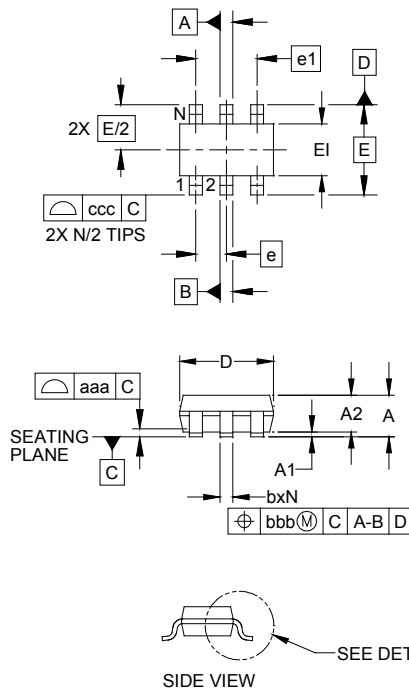 A
e1
D
2X E/2
N
EI
E
1 2
⌓ ccc C
2X N/2 TIPS
e
B
D
⌓ aaa C
A2 A
SEATING
PLANE
C
A1
bxN
⌖ bbb Ⓜ C A-B D
SEE DET
SIDE VIEW